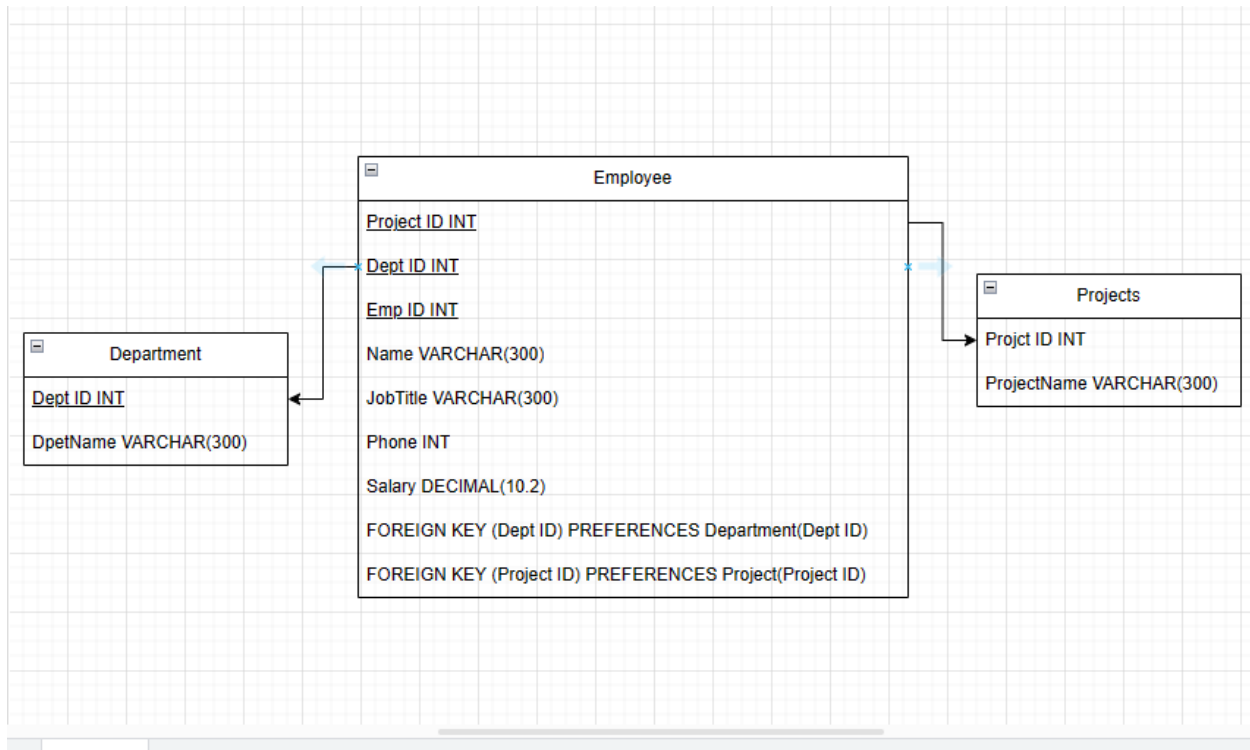 Employee
Project ID INT
Dept ID INT
Emp ID INT
Name VARCHAR(300)
JobTitle VARCHAR(300)
Phone INT
Salary DECIMAL(10.2)
FOREIGN KEY (Dept ID) PREFERENCES Department(Dept ID)
FOREIGN KEY (Project ID) PREFERENCES Project(Project ID)
Department
Dept ID INT
DpetName VARCHAR(300)
Projects
Projct ID INT
ProjectName VARCHAR(300)